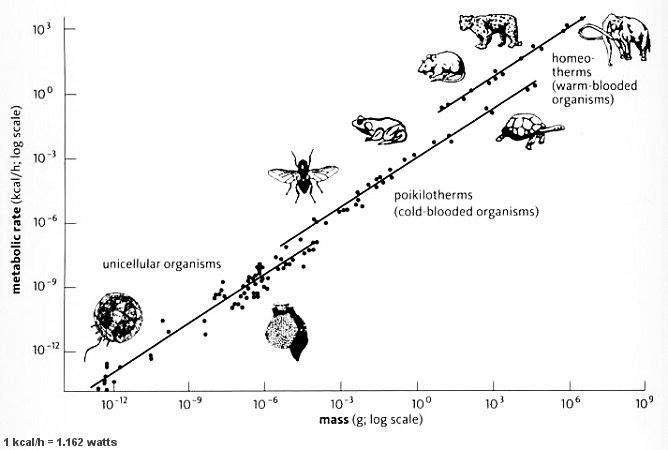 10³
10⁰
10⁻³
10⁻⁶
10⁻⁹
10⁻¹²
metabolic rate (kcal/h; log scale)
homeo-
therms
(warm-blooded
organisms)
poikilotherms
(cold-blooded organisms)
unicellular organisms
10⁻¹² 10⁻⁹ 10⁻⁶ 10⁻³ 10⁰ 10³ 10⁶ 10⁹
mass (g; log scale)
1 kcal/h = 1.162 watts